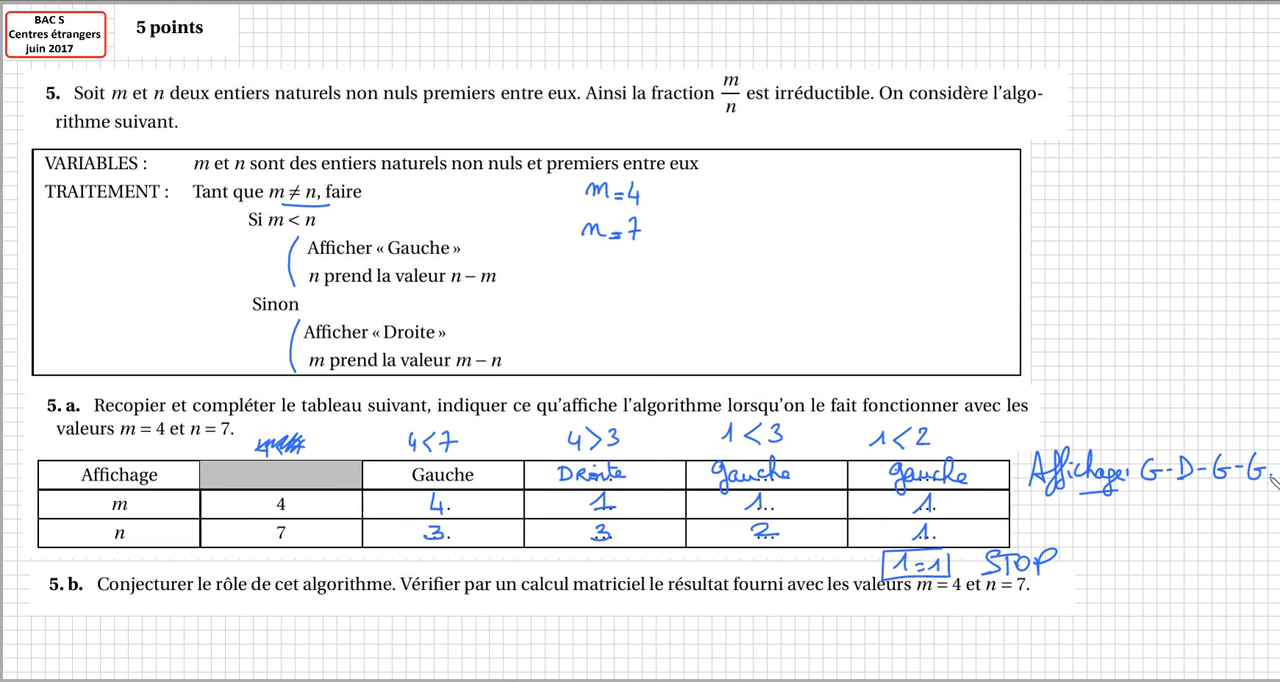 BAC S
Centres étrangers
juin 2017
5 points
5. Soit m et n deux entiers naturels non nuls premiers entre eux. Ainsi la fraction m/n est irréductible. On considère l'algo-
rithme suivant.
VARIABLES : m et n sont des entiers naturels non nuls et premiers entre eux
TRAITEMENT : Tant que m ≠ n, faire
m=4
Si m < n
n=7
Afficher « Gauche »
n prend la valeur n − m
Sinon
Afficher « Droite »
m prend la valeur m − n
5. a. Recopier et compléter le tableau suivant, indiquer ce qu'affiche l'algorithme lorsqu'on le fait fonctionner avec les
valeurs m = 4 et n = 7.
4<7 4>3 1<3 1<2
Affichage Gauche Droite gauche gauche Affichage: G-D-G-G.
m 4 4. 1. 1.. 1.
n 7 3. 3. 2.. 1.
1=1 STOP
5. b. Conjecturer le rôle de cet algorithme. Vérifier par un calcul matriciel le résultat fourni avec les valeurs m = 4 et n = 7.